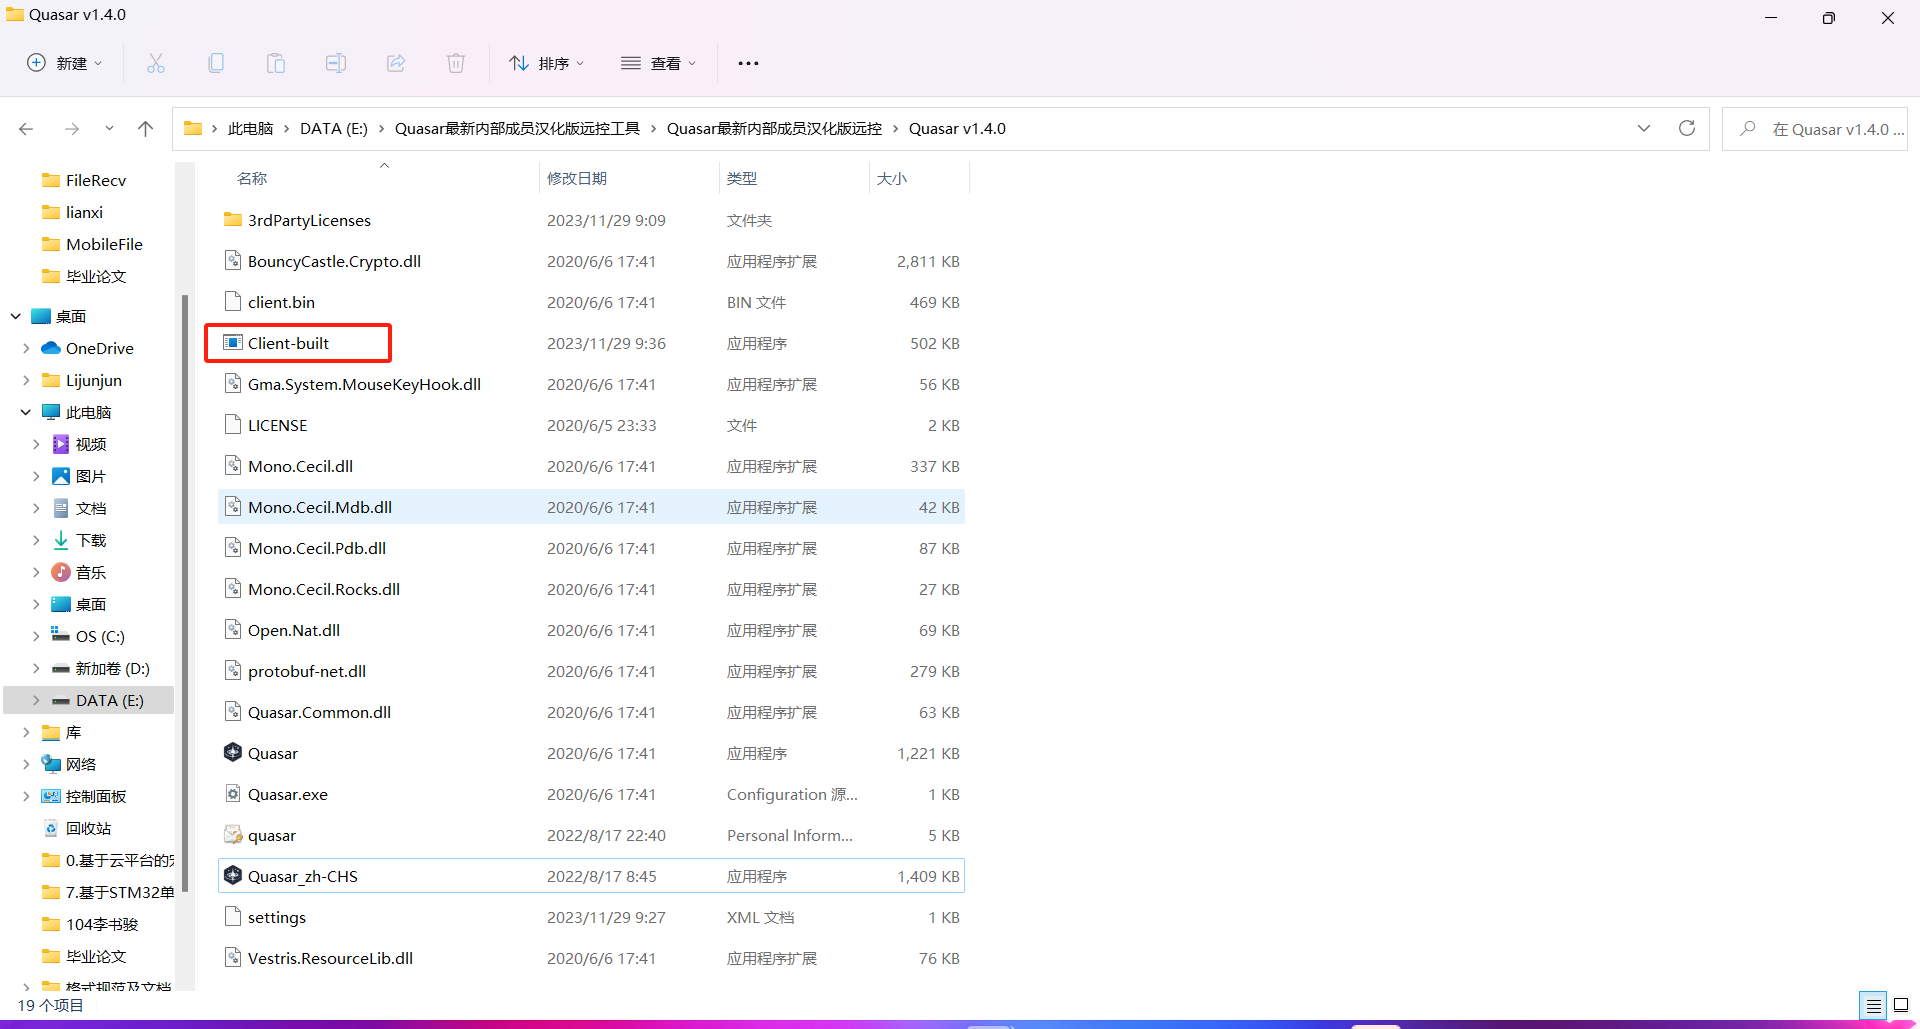 Quasar v1.4.0
新建 排序 查看
此电脑 DATA (E:) Quasar最新内部成员汉化版远控工具 Quasar最新内部成员汉化版远控 Quasar v1.4.0
在 Quasar v1.4.0 ...
FileRecv
lianxi
MobileFile
毕业论文
桌面
OneDrive
Lijunjun
此电脑
视频
图片
文档
下载
音乐
桌面
OS (C:)
新加卷 (D:)
DATA (E:)
库
网络
控制面板
回收站
0.基于云平台的
7.基于STM32单
104李书骏
毕业论文
格式规范及文档
名称 修改日期 类型 大小
3rdPartyLicenses 2023/11/29 9:09 文件夹
BouncyCastle.Crypto.dll 2020/6/6 17:41 应用程序扩展 2,811 KB
client.bin 2020/6/6 17:41 BIN 文件 469 KB
Client-built 2023/11/29 9:36 应用程序 502 KB
Gma.System.MouseKeyHook.dll 2020/6/6 17:41 应用程序扩展 56 KB
LICENSE 2020/6/5 23:33 文件 2 KB
Mono.Cecil.dll 2020/6/6 17:41 应用程序扩展 337 KB
Mono.Cecil.Mdb.dll 2020/6/6 17:41 应用程序扩展 42 KB
Mono.Cecil.Pdb.dll 2020/6/6 17:41 应用程序扩展 87 KB
Mono.Cecil.Rocks.dll 2020/6/6 17:41 应用程序扩展 27 KB
Open.Nat.dll 2020/6/6 17:41 应用程序扩展 69 KB
protobuf-net.dll 2020/6/6 17:41 应用程序扩展 279 KB
Quasar.Common.dll 2020/6/6 17:41 应用程序扩展 63 KB
Quasar 2020/6/6 17:41 应用程序 1,221 KB
Quasar.exe 2020/6/6 17:41 Configuration 源... 1 KB
quasar 2022/8/17 22:40 Personal Inform... 5 KB
Quasar_zh-CHS 2022/8/17 8:45 应用程序 1,409 KB
settings 2023/11/29 9:27 XML 文档 1 KB
Vestris.ResourceLib.dll 2020/6/6 17:41 应用程序扩展 76 KB
19 个项目